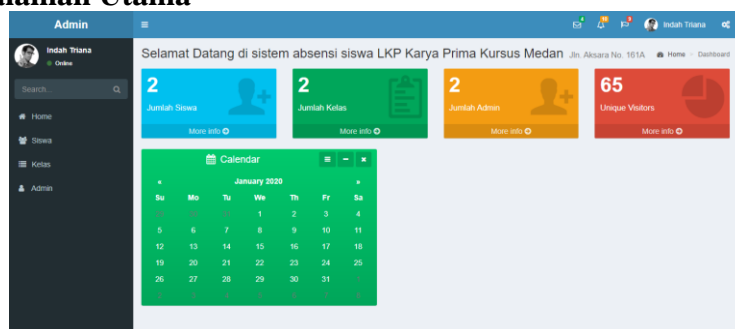 Admin
Indah Triana
Selamat Datang di sistem absensi siswa LKP Karya Prima Kursus Medan Jln. Aksara No. 161A
Home > Dashboard
Indah Triana
Online
Search...
Home
Siswa
Kelas
Admin
2
Jumlah Siswa
More info
2
Jumlah Kelas
More info
2
Jumlah Admin
More info
65
Unique Visitors
More info
Calendar
« January 2020 »
Su Mo Tu We Th Fr Sa
1 2 3 4
5 6 7 8 9 10 11
12 13 14 15 16 17 18
19 20 21 22 23 24 25
26 27 28 29 30 31